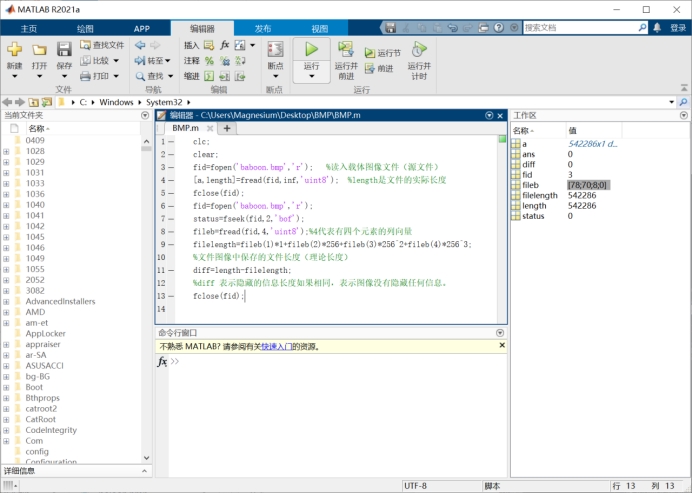 MATLAB R2021a
主页 绘图 APP 编辑器 发布 视图
搜索文档 登录
新建 打开 保存 查找文件 比较 打印
转至 查找
插入 注释 缩进
断点 运行 运行并前进 运行节 前进 运行并计时
文件 导航 编辑 断点 运行
C: Windows System32
当前文件夹
名称
0409
1028
1029
1031
1033
1036
1040
1041
1042
1045
1046
1049
1055
2052
3082
AdvancedInstallers
AMD
am-et
AppLocker
appraiser
ar-SA
ASUSACCI
bg-BG
Boot
Bthprops
catroot2
CatRoot
CodeIntegrity
Com
config
Configuration
详细信息
编辑器 - C:\Users\Magnesium\Desktop\BMP\BMP.m
BMP.m
1 clc;
2 clear;
3 fid=fopen('baboon.bmp','r'); %读入载体图像文件（源文件）
4 [a,length]=fread(fid,inf,'uint8'); %length是文件的实际长度
5 fclose(fid);
6 fid=fopen('baboon.bmp','r');
7 status=fseek(fid,2,'bof');
8 fileb=fread(fid,4,'uint8');%4代表有四个元素的列向量
9 filelength=fileb(1)*1+fileb(2)*256+fileb(3)*256^2+fileb(4)*256^3;
10 %文件图像中保存的文件长度（理论长度）
11 diff=length-filelength;
12 %diff 表示隐藏的信息长度如果相同，表示图像没有隐藏任何信息。
13 fclose(fid);
14
命令行窗口
不熟悉 MATLAB? 请参阅有关快速入门的资源。
fx >>
工作区
名称 值
a 542286x1 d...
ans 0
diff 0
fid 3
fileb [78;70;8;0]
filelength 542286
length 542286
status 0
UTF-8 脚本 行 13 列 13